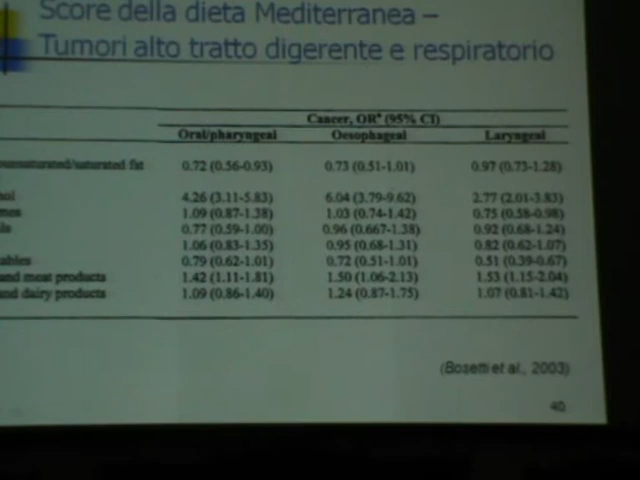 Score della dieta Mediterranea –
Tumori alto tratto digerente e respiratorio
Cancer, OR* (95% CI)
Oral/pharyngeal Oesophageal Laryngeal
ounsaturated/saturated fat 0.72 (0.56-0.93) 0.73 (0.51-1.01) 0.97 (0.73-1.28)
ol 4.26 (3.11-5.83) 6.04 (3.79-9.62) 2.77 (2.01-3.83)
mes 1.09 (0.87-1.38) 1.03 (0.74-1.42) 0.75 (0.58-0.98)
ls 0.77 (0.59-1.00) 0.96 (0.667-1.38) 0.92 (0.68-1.24)
1.06 (0.83-1.35) 0.95 (0.68-1.31) 0.82 (0.62-1.07)
ables 0.79 (0.62-1.01) 0.72 (0.51-1.01) 0.51 (0.39-0.67)
and meat products 1.42 (1.11-1.81) 1.50 (1.06-2.13) 1.53 (1.15-2.04)
and dairy products 1.09 (0.86-1.40) 1.24 (0.87-1.75) 1.07 (0.81-1.42)
(Bosetti et al., 2003)
40